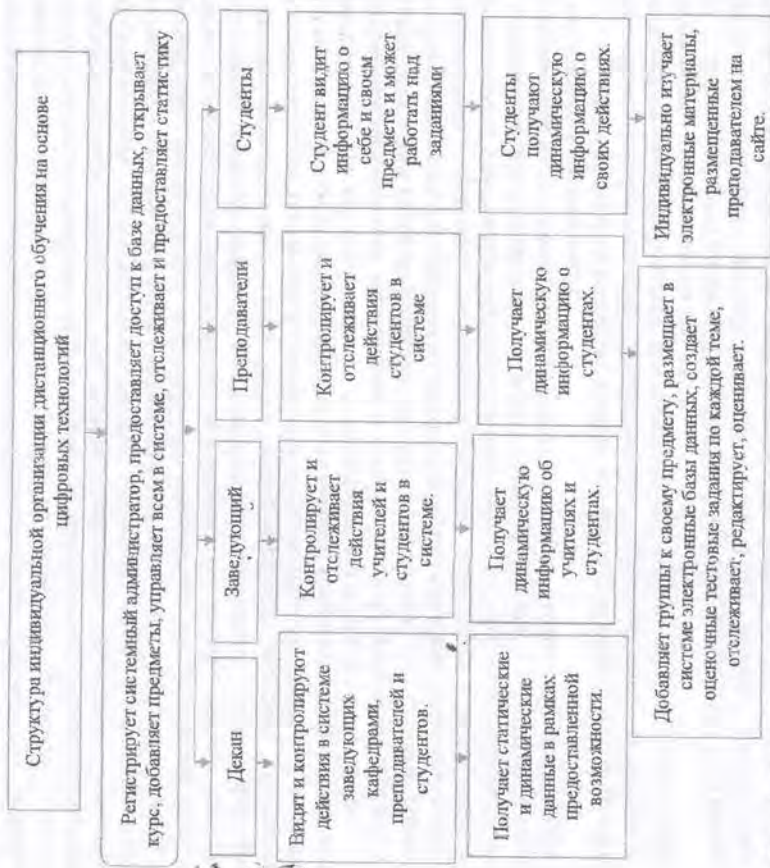 Структура индивидуальной организации дистанционного обучения на основе
цифровых технологий
Регистрирует системный администратор, предоставляет доступ к базе данных, открывает
курс, добавляет предметы, управляет всем в системе, отслеживает и предоставляет статистику
Декан
Видят и контролируют
действия в системе
заведующих
кафедрами,
преподавателей и
студентов.
Получает статические
и динамические
данные в рамках
предоставленной
возможности.
Заведующий
Контролирует и
отслеживает
действия
учителей и
студентов в
системе.
Получает
динамическую
информацию об
учителях и
студентах.
Преподаватели
Контролирует и
отслеживает
действия
студентов в
системе
Получает
динамическую
информацию о
студентах.
Добавляет группы к своему предмету, размещает в
системе электронные базы данных, создает
оценочные тестовые задания по каждой теме,
отслеживает, редактирует, оценивает.
Студенты
Студент видит
информацию о
себе и своем
предмете и может
работать над
заданиями
Студенты
получают
динамическую
информацию о
своих действиях.
Индивидуально изучает
электронные материалы,
размещенные
преподавателем на
сайте.